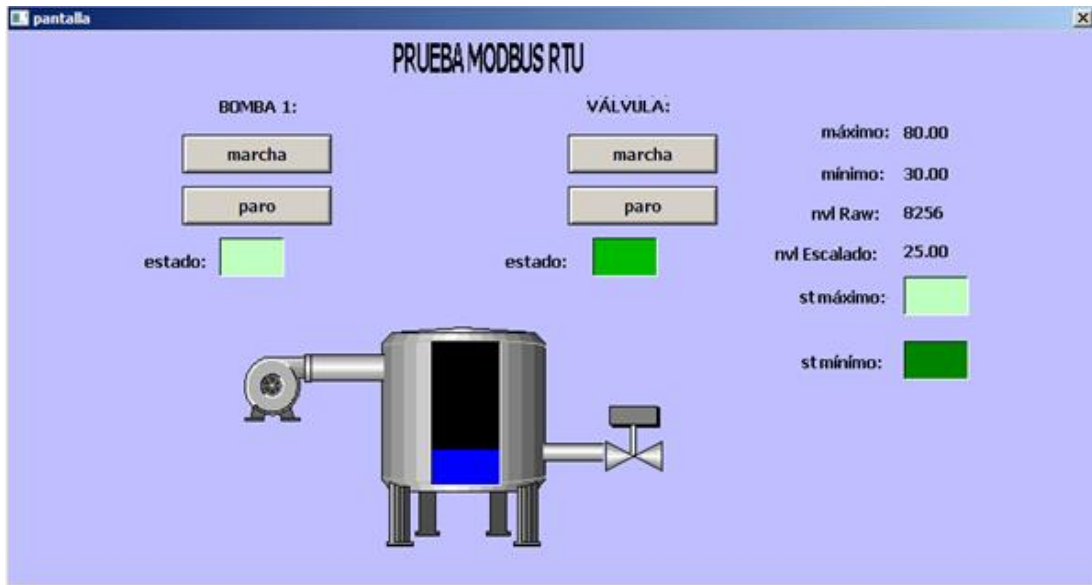 pantalla
PRUEBA MODBUS RTU
BOMBA 1:
marcha
paro
estado:
VÁLVULA:
marcha
paro
estado:
máximo: 80.00
mínimo: 30.00
nvl Raw: 8256
nvl Escalado: 25.00
st máximo:
st mínímo: